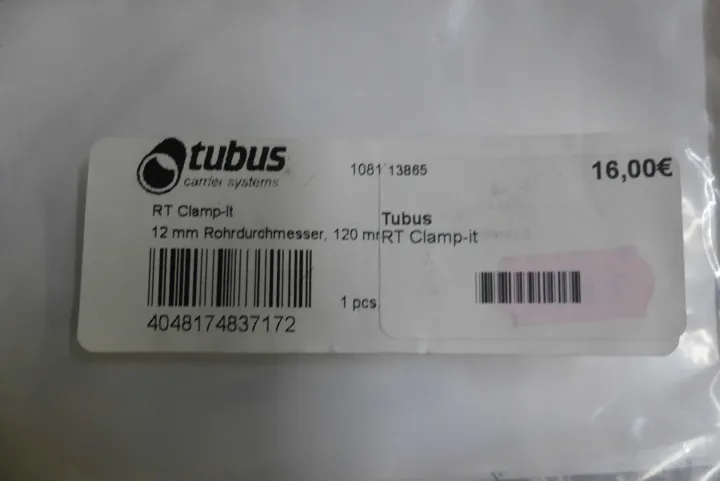 tubus
carrier systems
1081
RT Clamp-It
12 mm Rohrdurchmesser, 120 m
1 pcs
4048174837172
13865
16,00€
Tubus
RT Clamp-it